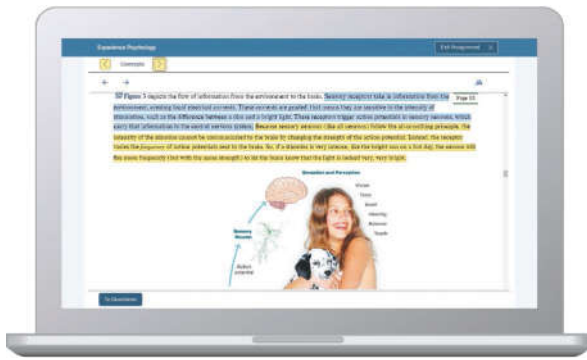 Experience Psychology
Exit Assignment
Contents
Page 82
Figure 3 depicts the flow of information from the environment to the brain. Sensory receptors take in information from the
environment, creating local electrical currents. These currents are graded; that means they are sensitive to the intensity of
stimulation, such as the difference between a dim and a bright light. These receptors trigger action potentials in sensory neurons, which
carry that information to the central nervous system. Because sensory neurons (like all neurons) follow the all-or-nothing principle, the
intensity of the stimulus cannot be communicated to the brain by changing the strength of the action potential. Instead, the receptor
varies the frequency of action potentials sent to the brain. So, if a stimulus is very intense, like the bright sun on a hot day, the neuron will
fire more frequently (but with the same strength) to let the brain know that the light is indeed very, very bright.
Sensation and Perception
Vision
Taste
Smell
Hearing
Balance
Touch
Sensory
Neuron
Action
potential
To Questions